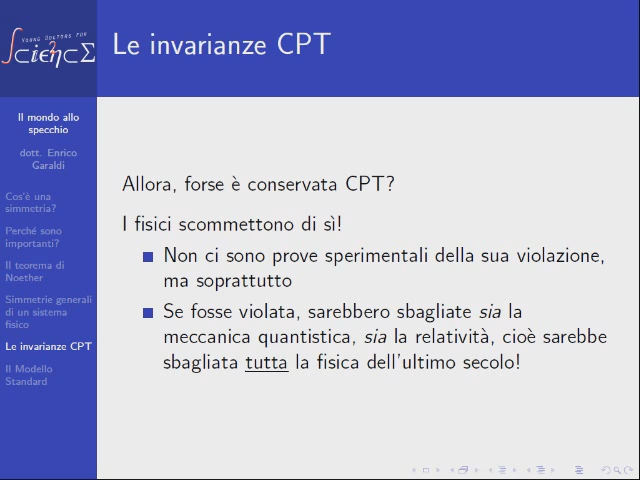 YOUNG DOCTORS FOR
Le invarianze CPT
Il mondo allo
specchio
dott. Enrico
Garaldi
Cos'è una
simmetria?
Perché sono
importanti?
Il teorema di
Noether
Simmetrie generali
di un sistema
fisico
Le invarianze CPT
Il Modello
Standard
Allora, forse è conservata CPT?
I fisici scommettono di sì!
Non ci sono prove sperimentali della sua violazione,
ma soprattutto
Se fosse violata, sarebbero sbagliate sia la
meccanica quantistica, sia la relatività, cioè sarebbe
sbagliata tutta la fisica dell'ultimo secolo!